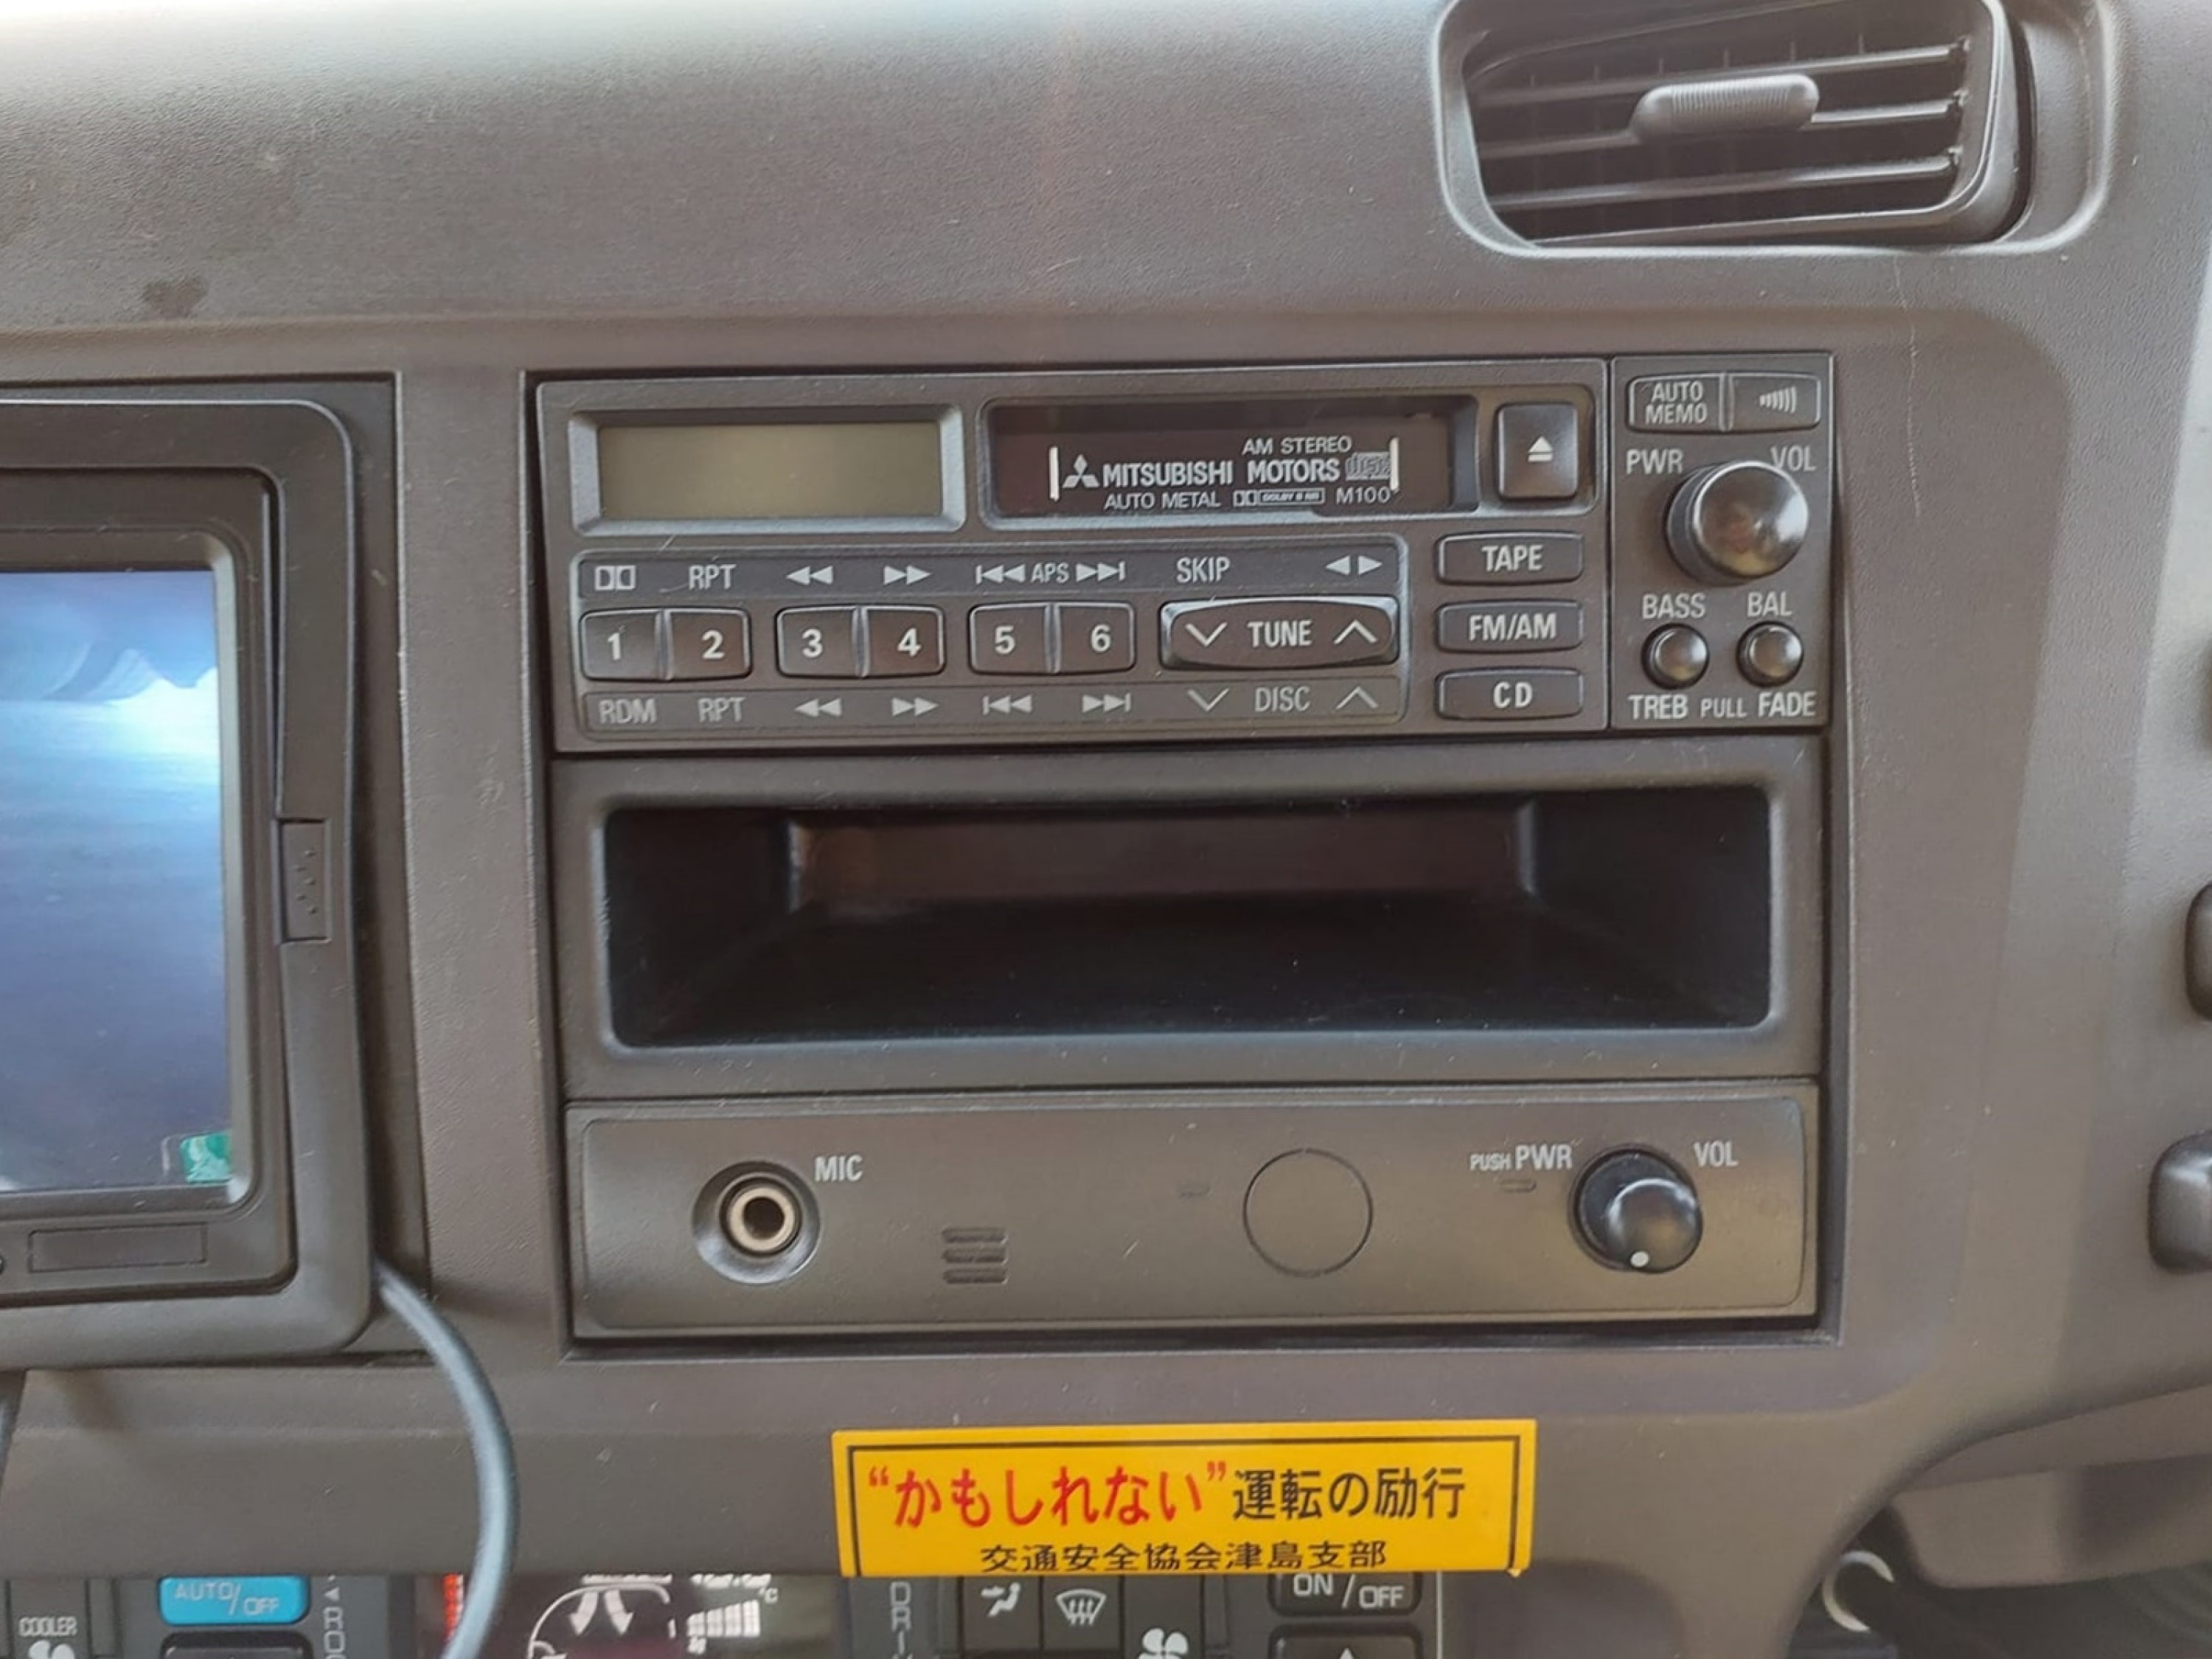 AUTO MEMO
AM STEREO
MITSUBISHI MOTORS disc
AUTO METAL DOLBY B NR M100
PWR VOL
RPT APS SKIP
TAPE
1 2 3 4 5 6 TUNE
FM/AM
BASS BAL
RDM RPT DISC
CD
TREB PULL FADE
MIC
PUSH PWR VOL
“かもしれない”運転の励行
交通安全協会津島支部
AUTO/OFF
COOLER
°C
ON/OFF